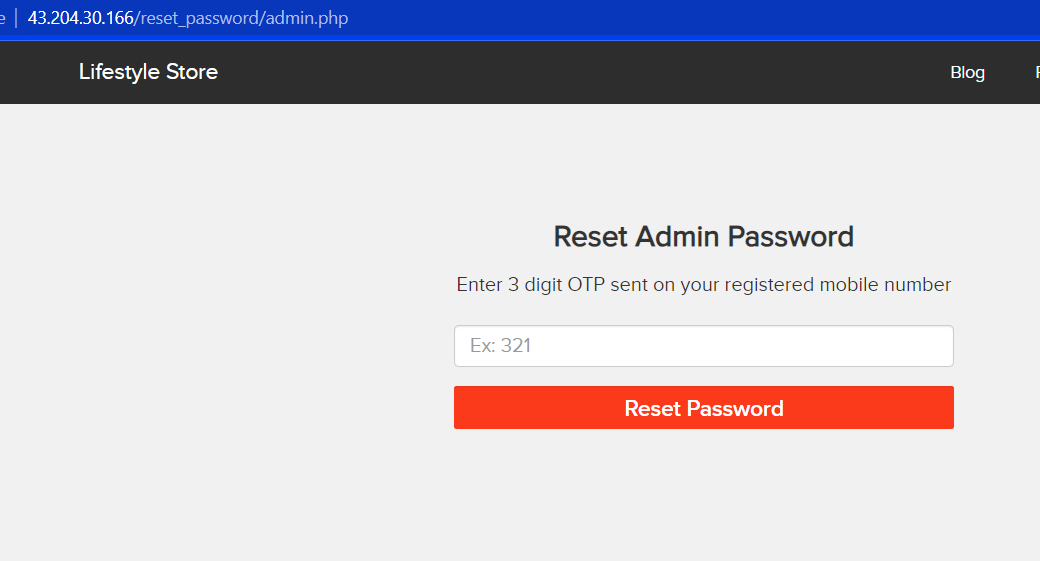 43.204.30.166/reset_password/admin.php
Lifestyle Store
Blog
Reset Admin Password
Enter 3 digit OTP sent on your registered mobile number
Ex: 321
Reset Password